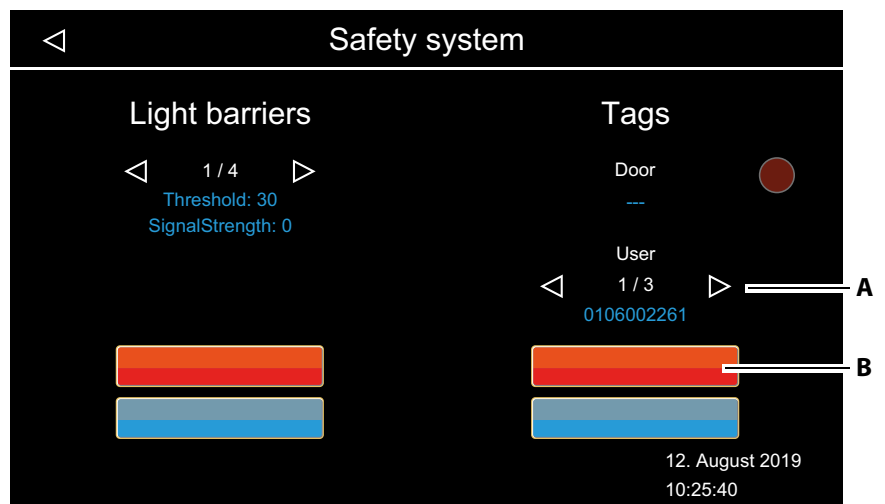 Safety system
Light barriers
1 / 4
Threshold: 30
SignalStrength: 0
Tags
Door
---
User
1 / 3
0106002261
A
B
12. August 2019
10:25:40